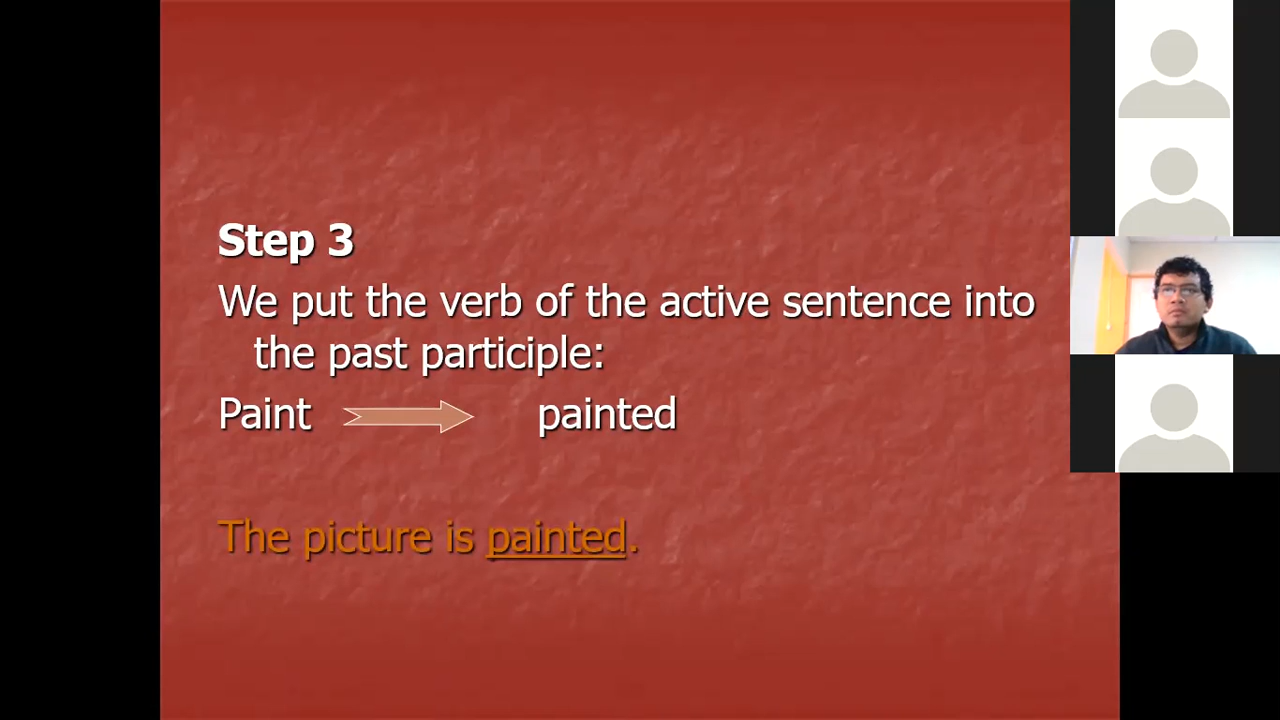 Step 3
We put the verb of the active sentence into
the past participle:
Paint painted
The picture is painted.